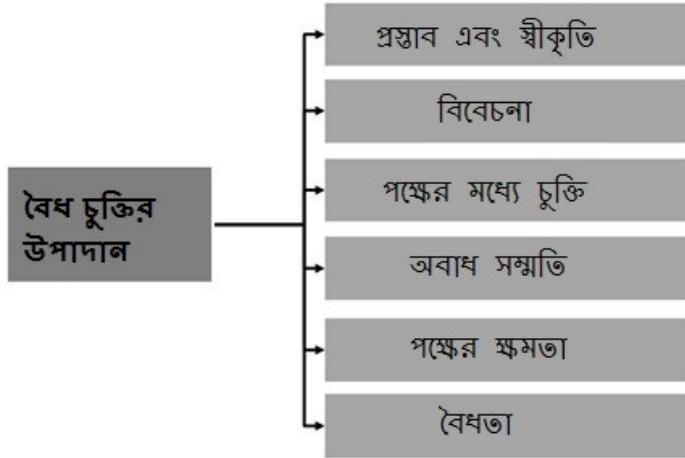 বৈধ চুক্তির
উপাদান
প্রস্তাব এবং স্বীকৃতি
বিবেচনা
পক্ষের মধ্যে চুক্তি
অবাধ সম্মতি
পক্ষের ক্ষমতা
বৈধতা